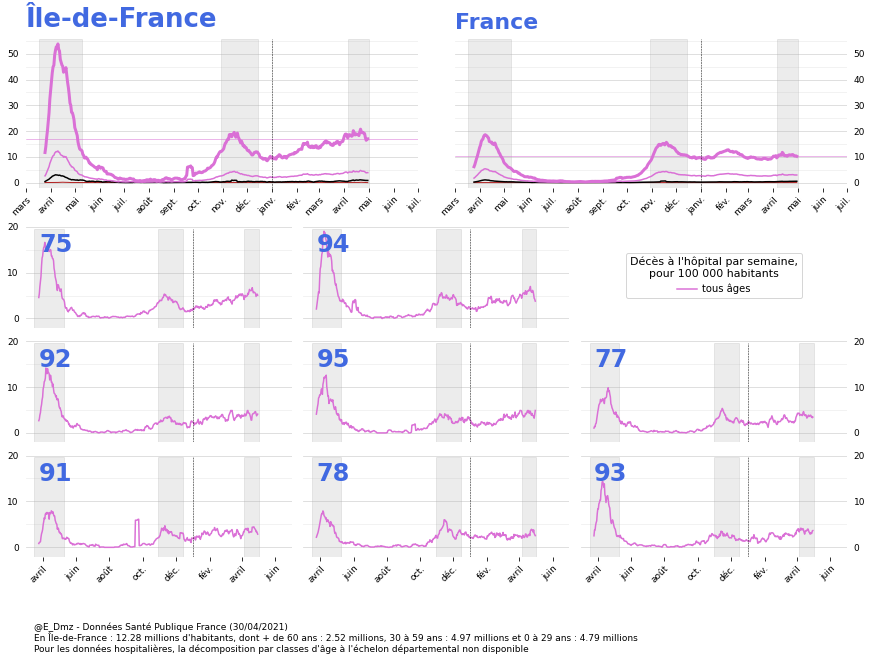 Île-de-France
France
50
40
30
20
10
0
50
40
30
20
10
0
mars
avril
mai
juin
juil.
août
sept.
oct.
nov.
déc.
janv.
fév.
mars
avril
mai
juin
juil.
mars
avril
mai
juin
juil.
août
sept.
oct.
nov.
déc.
janv.
fév.
mars
avril
mai
juin
juil.
20
10
0
75
94
Décès à l'hôpital par semaine,
pour 100 000 habitants
tous âges
20
10
0
92
95
77
20
10
0
20
10
0
91
78
93
20
10
0
avril
juin
août
oct.
déc.
fév.
avril
juin
avril
juin
août
oct.
déc.
fév.
avril
juin
avril
juin
août
oct.
déc.
fév.
avril
juin
@E_Dmz - Données Santé Publique France (30/04/2021)
En Île-de-France : 12.28 millions d'habitants, dont + de 60 ans : 2.52 millions, 30 à 59 ans : 4.97 millions et 0 à 29 ans : 4.79 millions
Pour les données hospitalières, la décomposition par classes d'âge à l'échelon départemental non disponible